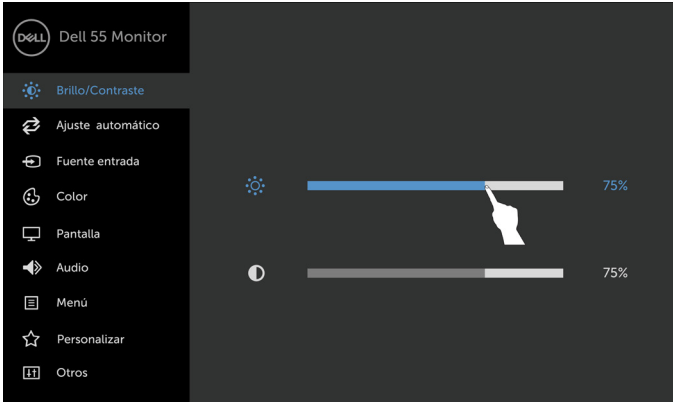 DELL
Dell 55 Monitor
Brillo/Contraste
Ajuste automático
Fuente entrada
Color
Pantalla
Audio
Menú
Personalizar
Otros
75%
75%